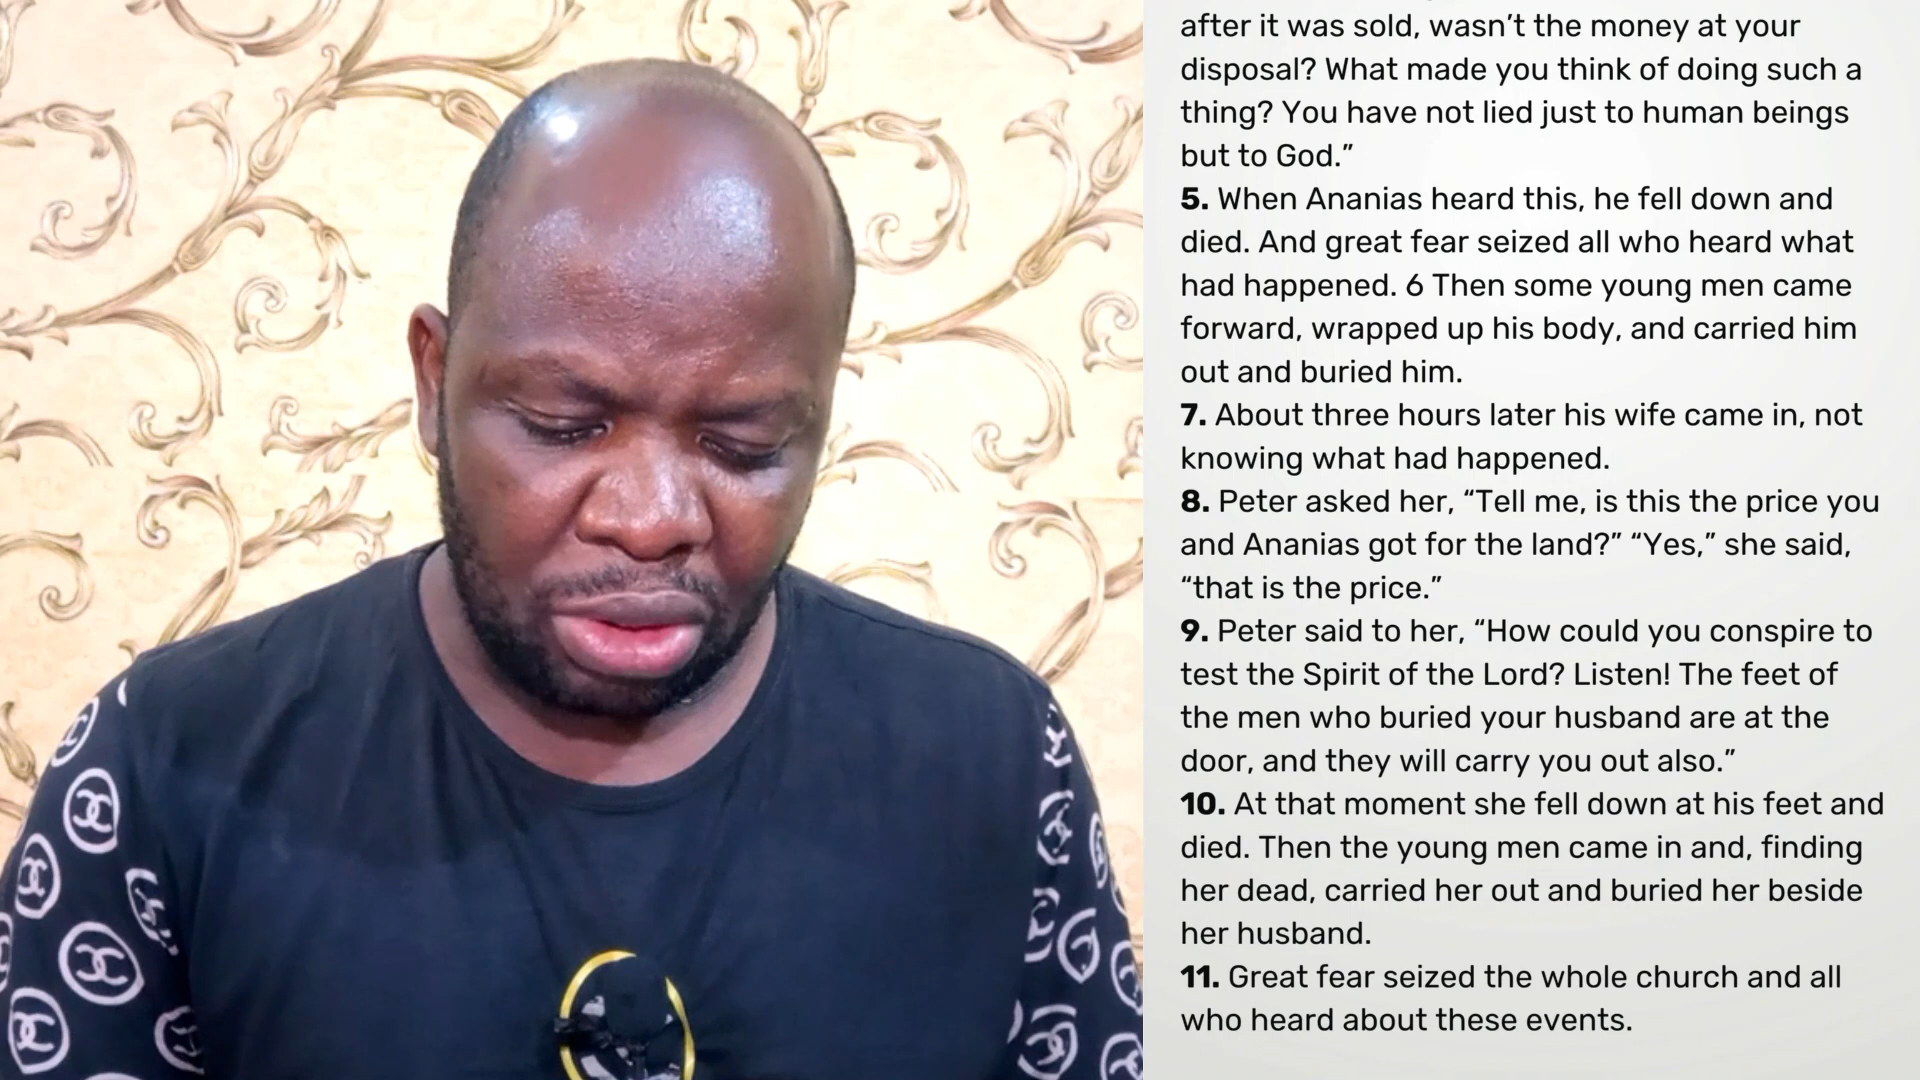 after it was sold, wasn’t the money at your
disposal? What made you think of doing such a
thing? You have not lied just to human beings
but to God.”
5. When Ananias heard this, he fell down and
died. And great fear seized all who heard what
had happened. 6 Then some young men came
forward, wrapped up his body, and carried him
out and buried him.
7. About three hours later his wife came in, not
knowing what had happened.
8. Peter asked her, “Tell me, is this the price you
and Ananias got for the land?” “Yes,” she said,
“that is the price.”
9. Peter said to her, “How could you conspire to
test the Spirit of the Lord? Listen! The feet of
the men who buried your husband are at the
door, and they will carry you out also.”
10. At that moment she fell down at his feet and
died. Then the young men came in and, finding
her dead, carried her out and buried her beside
her husband.
11. Great fear seized the whole church and all
who heard about these events.